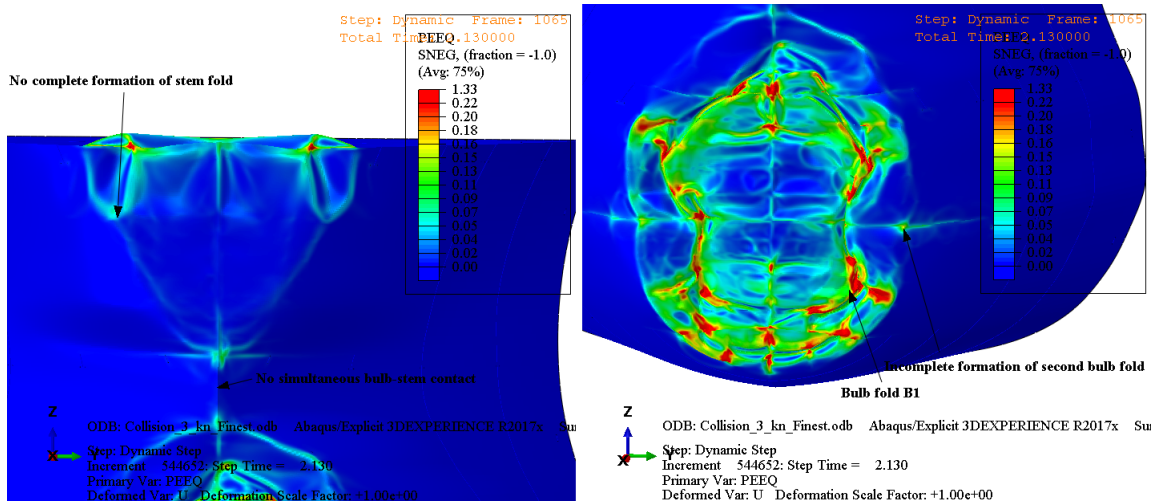 Step: Dynamic Frame: 1065
Total Time: 2.130000
PEEQ
SNEG, (fraction = -1.0)
(Avg: 75%)
1.33
0.22
0.20
0.18
0.16
0.15
0.13
0.11
0.09
0.07
0.05
0.04
0.02
0.00
No complete formation of stem fold
No simultaneous bulb-stem contact
Z
X Y
ODB: Collision_3_kn_Finest.odb Abaqus/Explicit 3DEXPERIENCE R2017x
Step: Dynamic Step
Increment 544652: Step Time = 2.130
Primary Var: PEEQ
Deformed Var: U Deformation Scale Factor: +1.00e+00
Step: Dynamic Frame: 1065
Total Time: 2.130000
SNEG, (fraction = -1.0)
(Avg: 75%)
1.33
0.22
0.20
0.18
0.16
0.15
0.13
0.11
0.09
0.07
0.05
0.04
0.02
0.00
Incomplete formation of second bulb fold
Bulb fold B1
Z
X Y
ODB: Collision_3_kn_Finest.odb Abaqus/Explicit 3DEXPERIENCE R2017x
Step: Dynamic Step
Increment 544652: Step Time = 2.130
Primary Var: PEEQ
Deformed Var: U Deformation Scale Factor: +1.00e+00